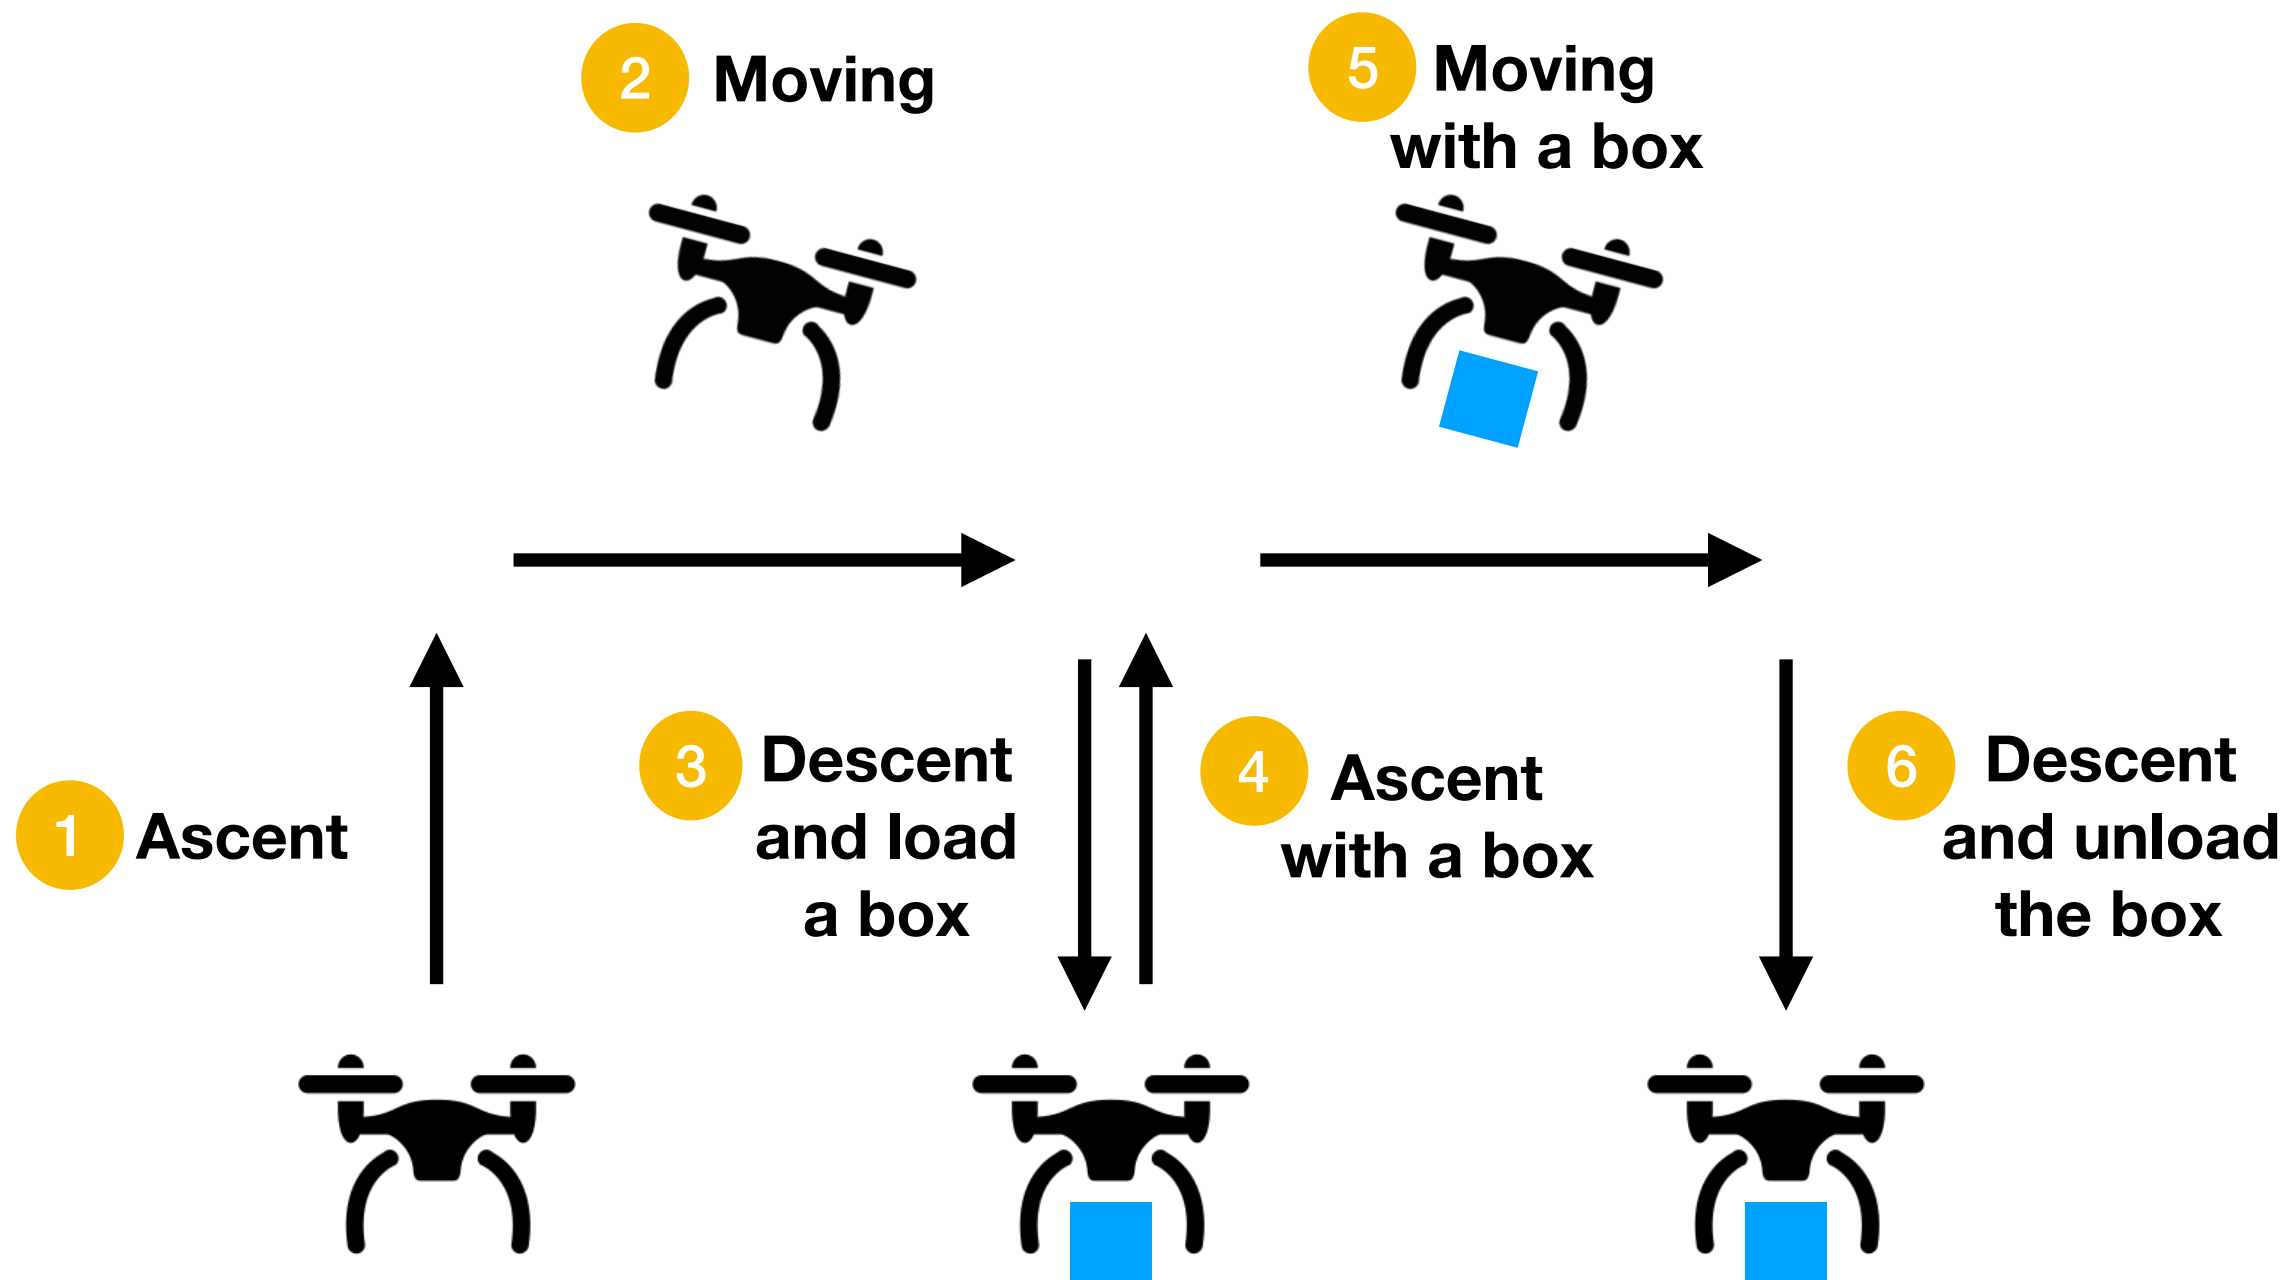 1 Ascent
2 Moving
3 Descent
and load
a box
4 Ascent
with a box
5 Moving
with a box
6 Descent
and unload
the box